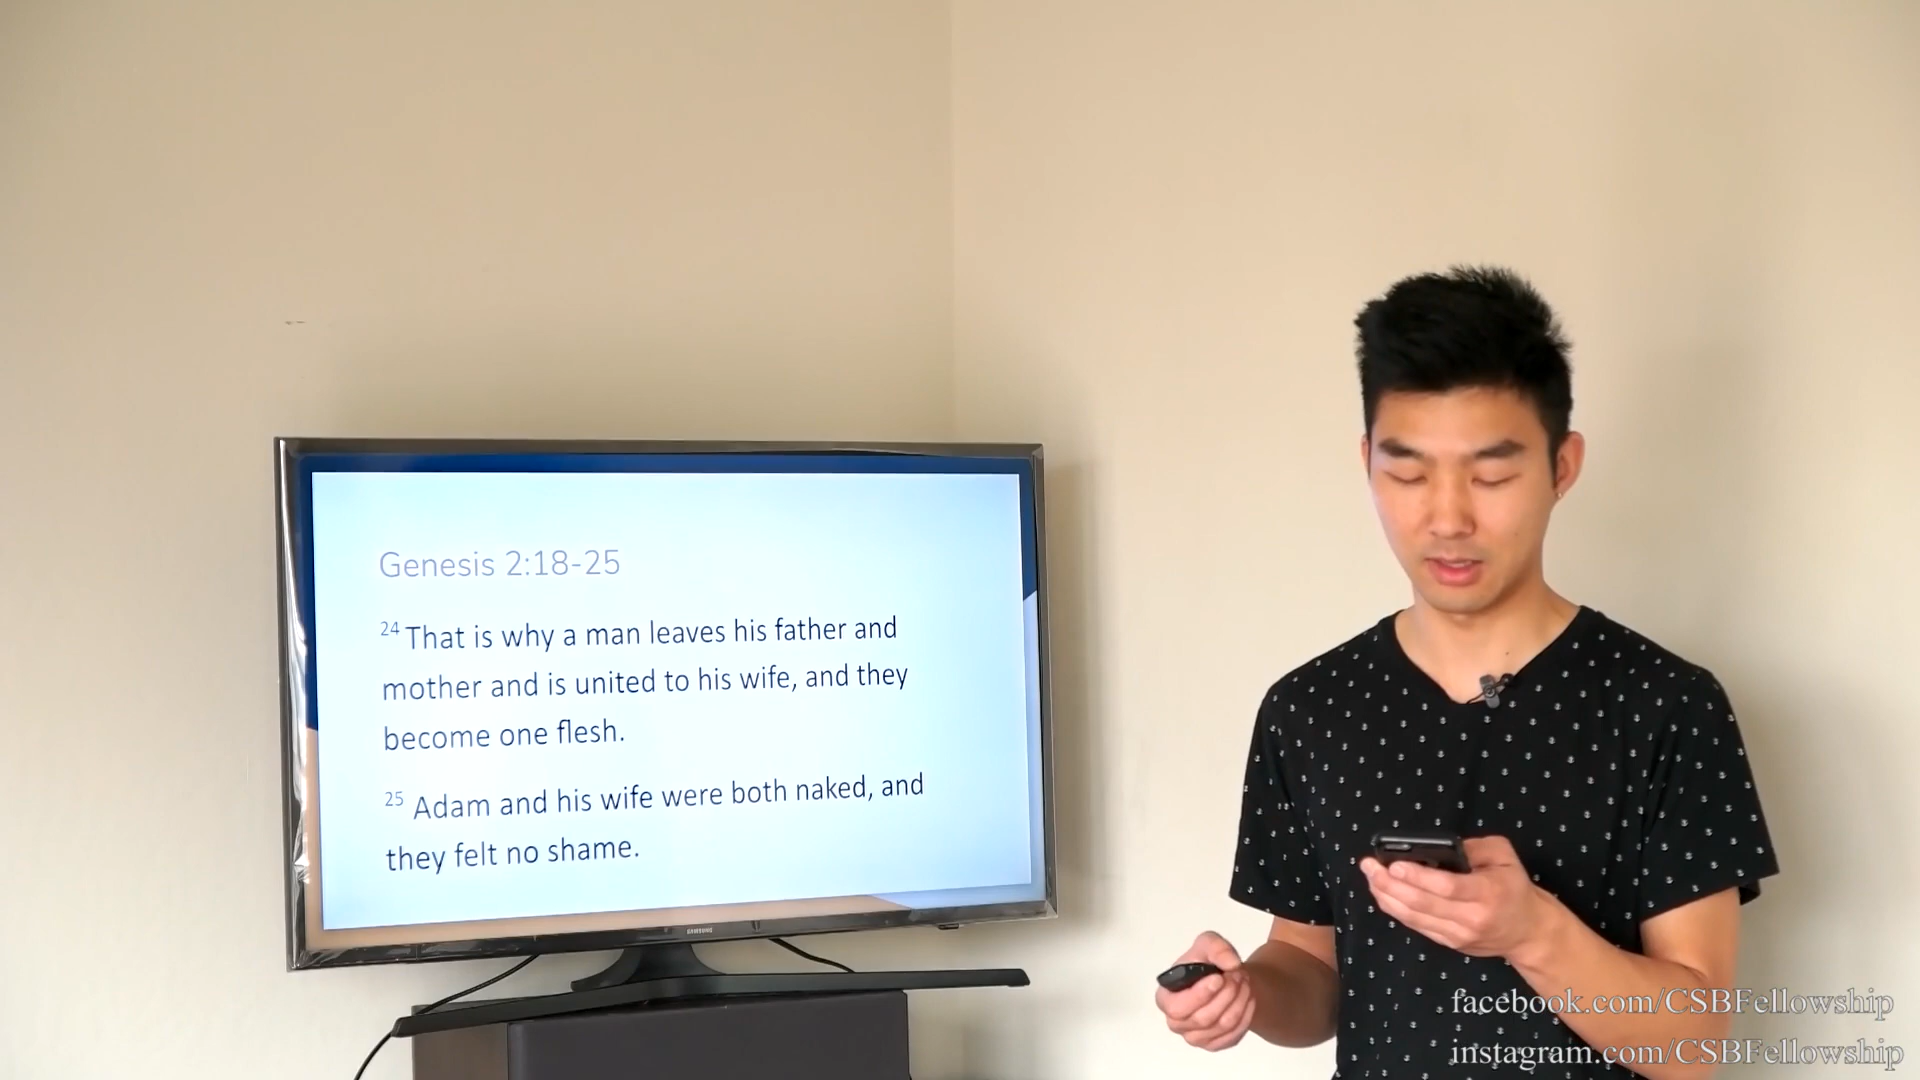 Genesis 2:18-25
24 That is why a man leaves his father and
mother and is united to his wife, and they
become one flesh.
25 Adam and his wife were both naked, and
they felt no shame.
SAMSUNG
facebook.com/CSBFellowship
instagram.com/CSBFellowship